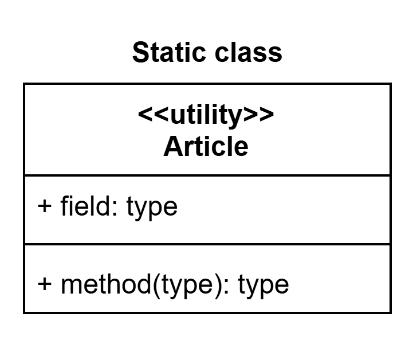 Static class
<<utility>>
Article
+ field: type
+ method(type): type